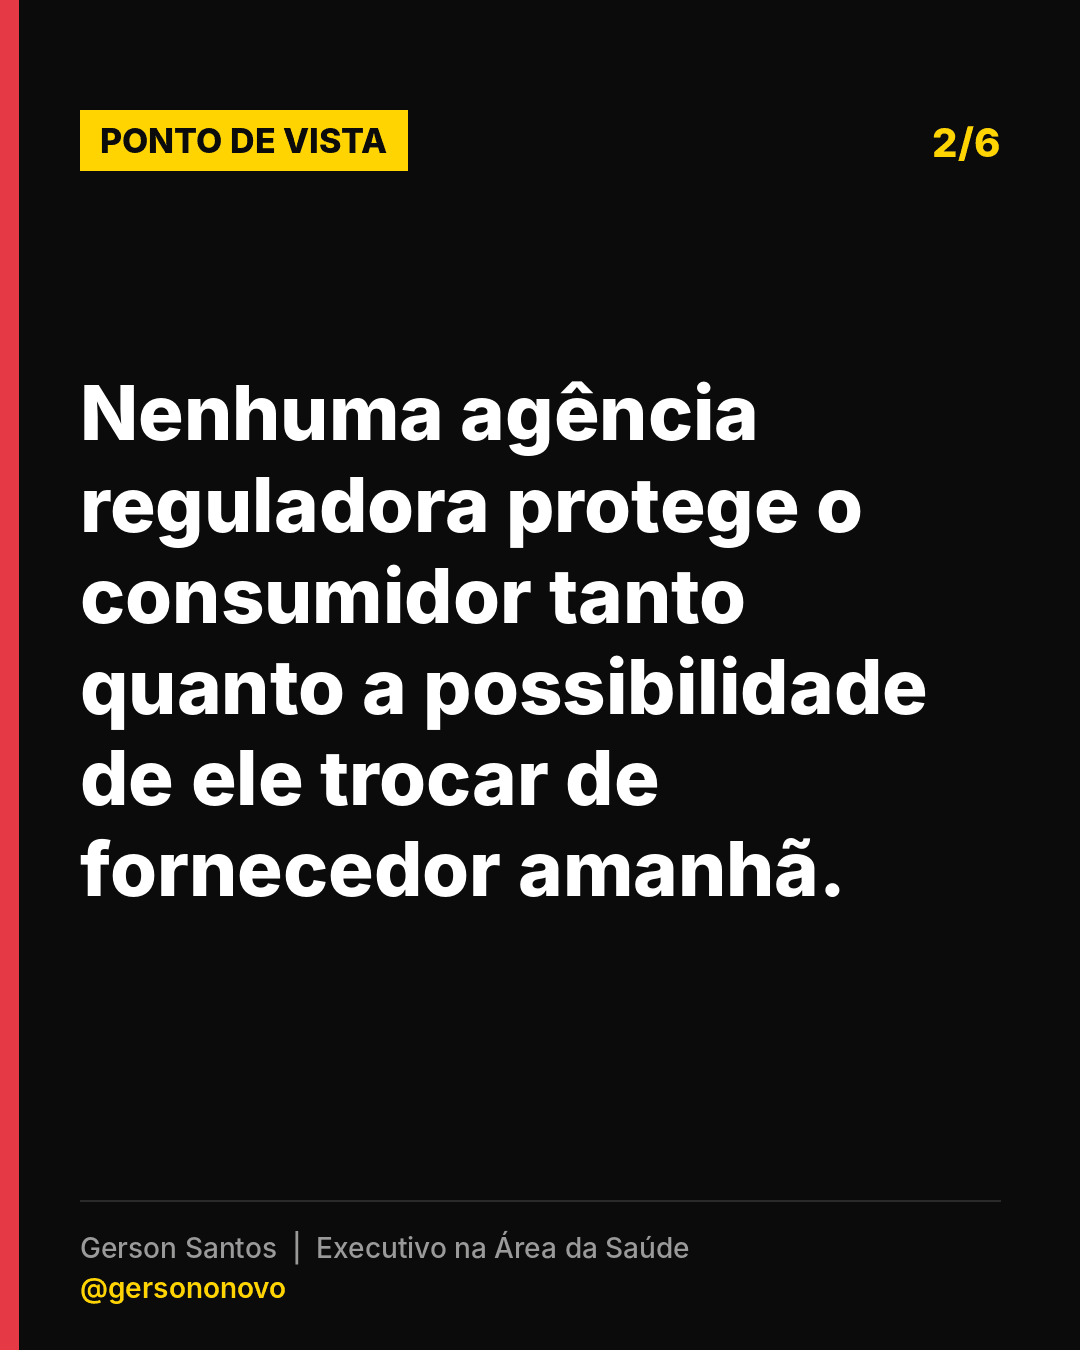 PONTO DE VISTA
2/6
Nenhuma agência
reguladora protege o
consumidor tanto
quanto a possibilidade
de ele trocar de
fornecedor amanhã.
Gerson Santos | Executivo na Área da Saúde
@gersononovo